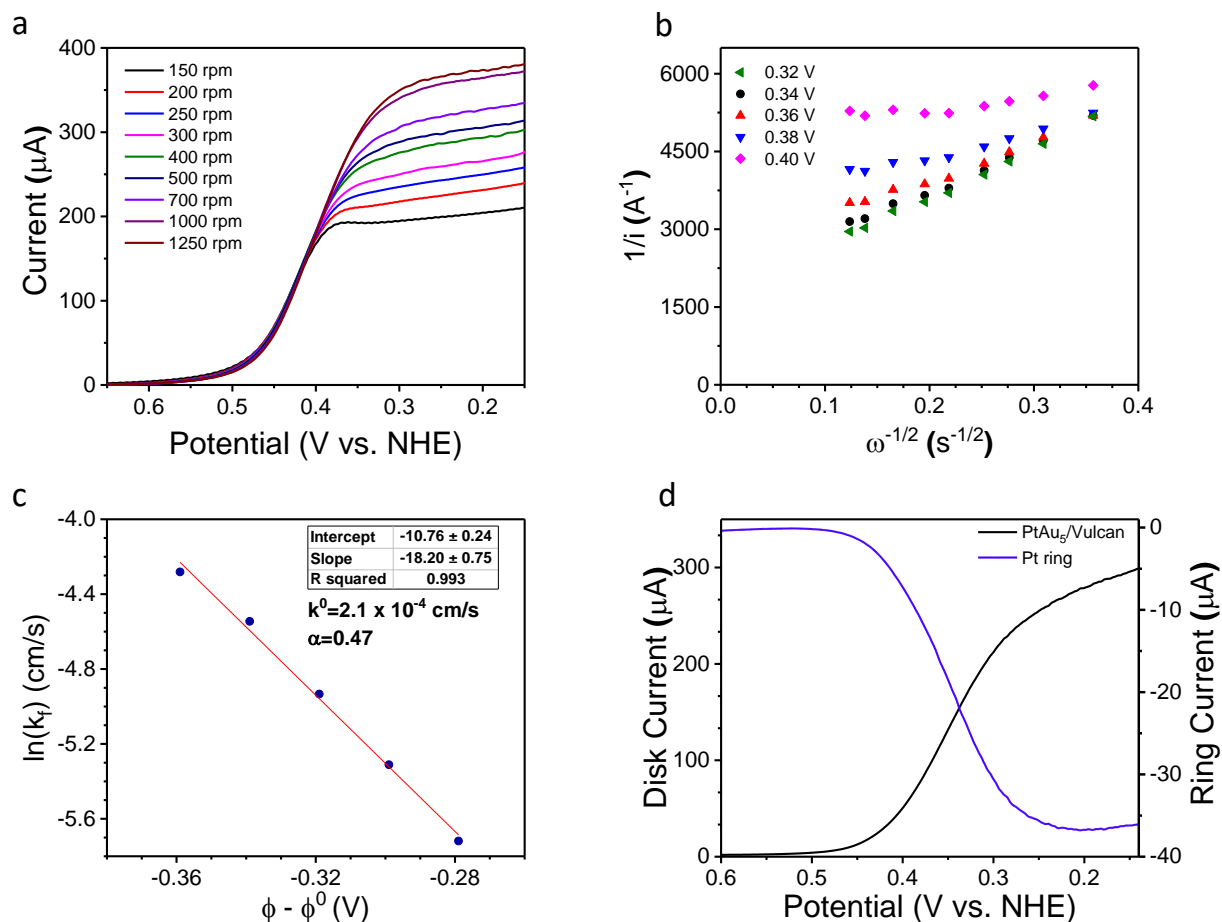 a
400
300
200
100
0
Current (µA)
150 rpm
200 rpm
250 rpm
300 rpm
400 rpm
500 rpm
700 rpm
1000 rpm
1250 rpm
0.6 0.5 0.4 0.3 0.2
Potential (V vs. NHE)
b
6000
4500
3000
1500
0
1/i (A⁻¹)
0.32 V
0.34 V
0.36 V
0.38 V
0.40 V
0.0 0.1 0.2 0.3 0.4
ω⁻¹/² (s⁻¹/²)
c
-4.0
-4.4
-4.8
-5.2
-5.6
ln(k_f) (cm/s)
Intercept -10.76 ± 0.24
Slope -18.20 ± 0.75
R squared 0.993
k⁰=2.1 x 10⁻⁴ cm/s
α=0.47
-0.36 -0.32 -0.28
ϕ - ϕ⁰ (V)
d
300
200
100
0
Disk Current (µA)
PtAu₅/Vulcan
Pt ring
0
-10
-20
-30
-40
Ring Current (µA)
0.6 0.5 0.4 0.3 0.2
Potential (V vs. NHE)